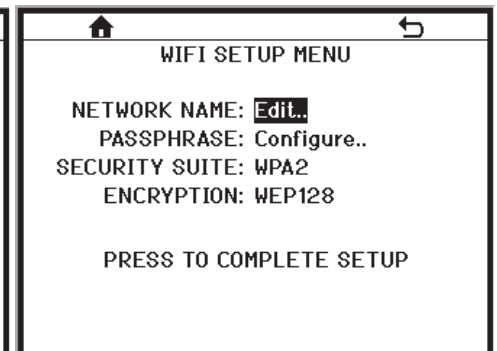 WIFI SETUP MENU
NETWORK NAME: Edit..
PASSPHRASE: Configure..
SECURITY SUITE: WPA2
ENCRYPTION: WEP128
PRESS TO COMPLETE SETUP